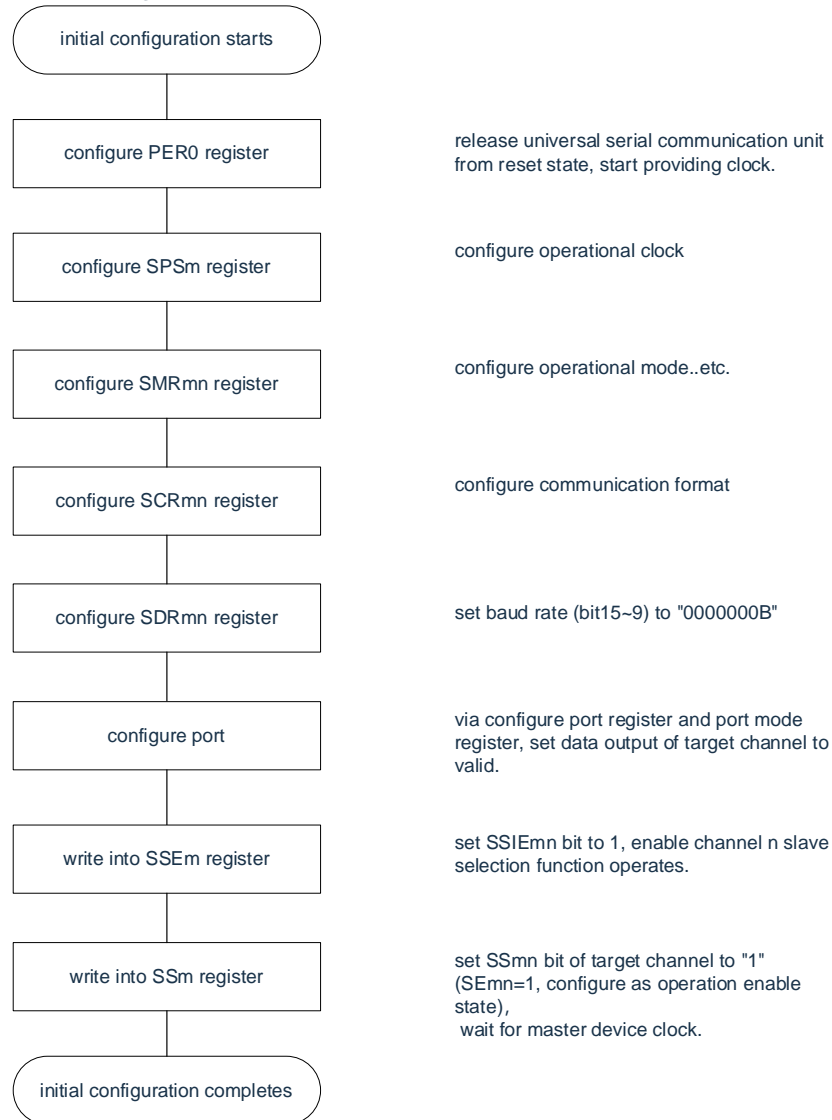 initial configuration starts
configure PER0 register
release universal serial communication unit
from reset state, start providing clock.
configure SPSm register
configure operational clock
configure SMRmn register
configure operational mode..etc.
configure SCRmn register
configure communication format
configure SDRmn register
set baud rate (bit15~9) to "0000000B"
configure port
via configure port register and port mode
register, set data output of target channel to
valid.
write into SSEm register
set SSIEmn bit to 1, enable channel n slave
selection function operates.
write into SSm register
set SSmn bit of target channel to "1"
(SEmn=1, configure as operation enable
state),
wait for master device clock.
initial configuration completes